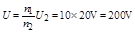 U = n₁/n₂ U₂ = 10×20V = 200V